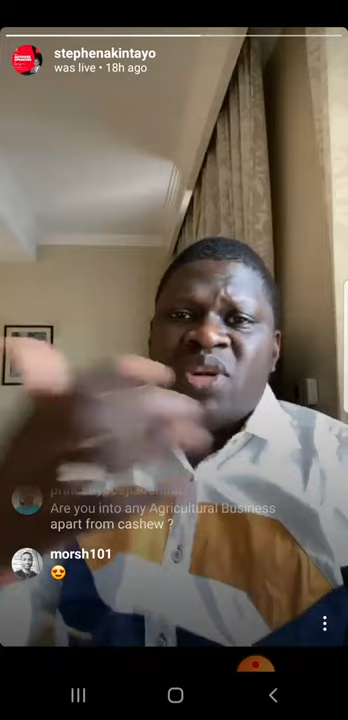 stephenakintayo
was live • 18h ago
Are you into any Agricultural Business
apart from cashew ?
morsh101
😍